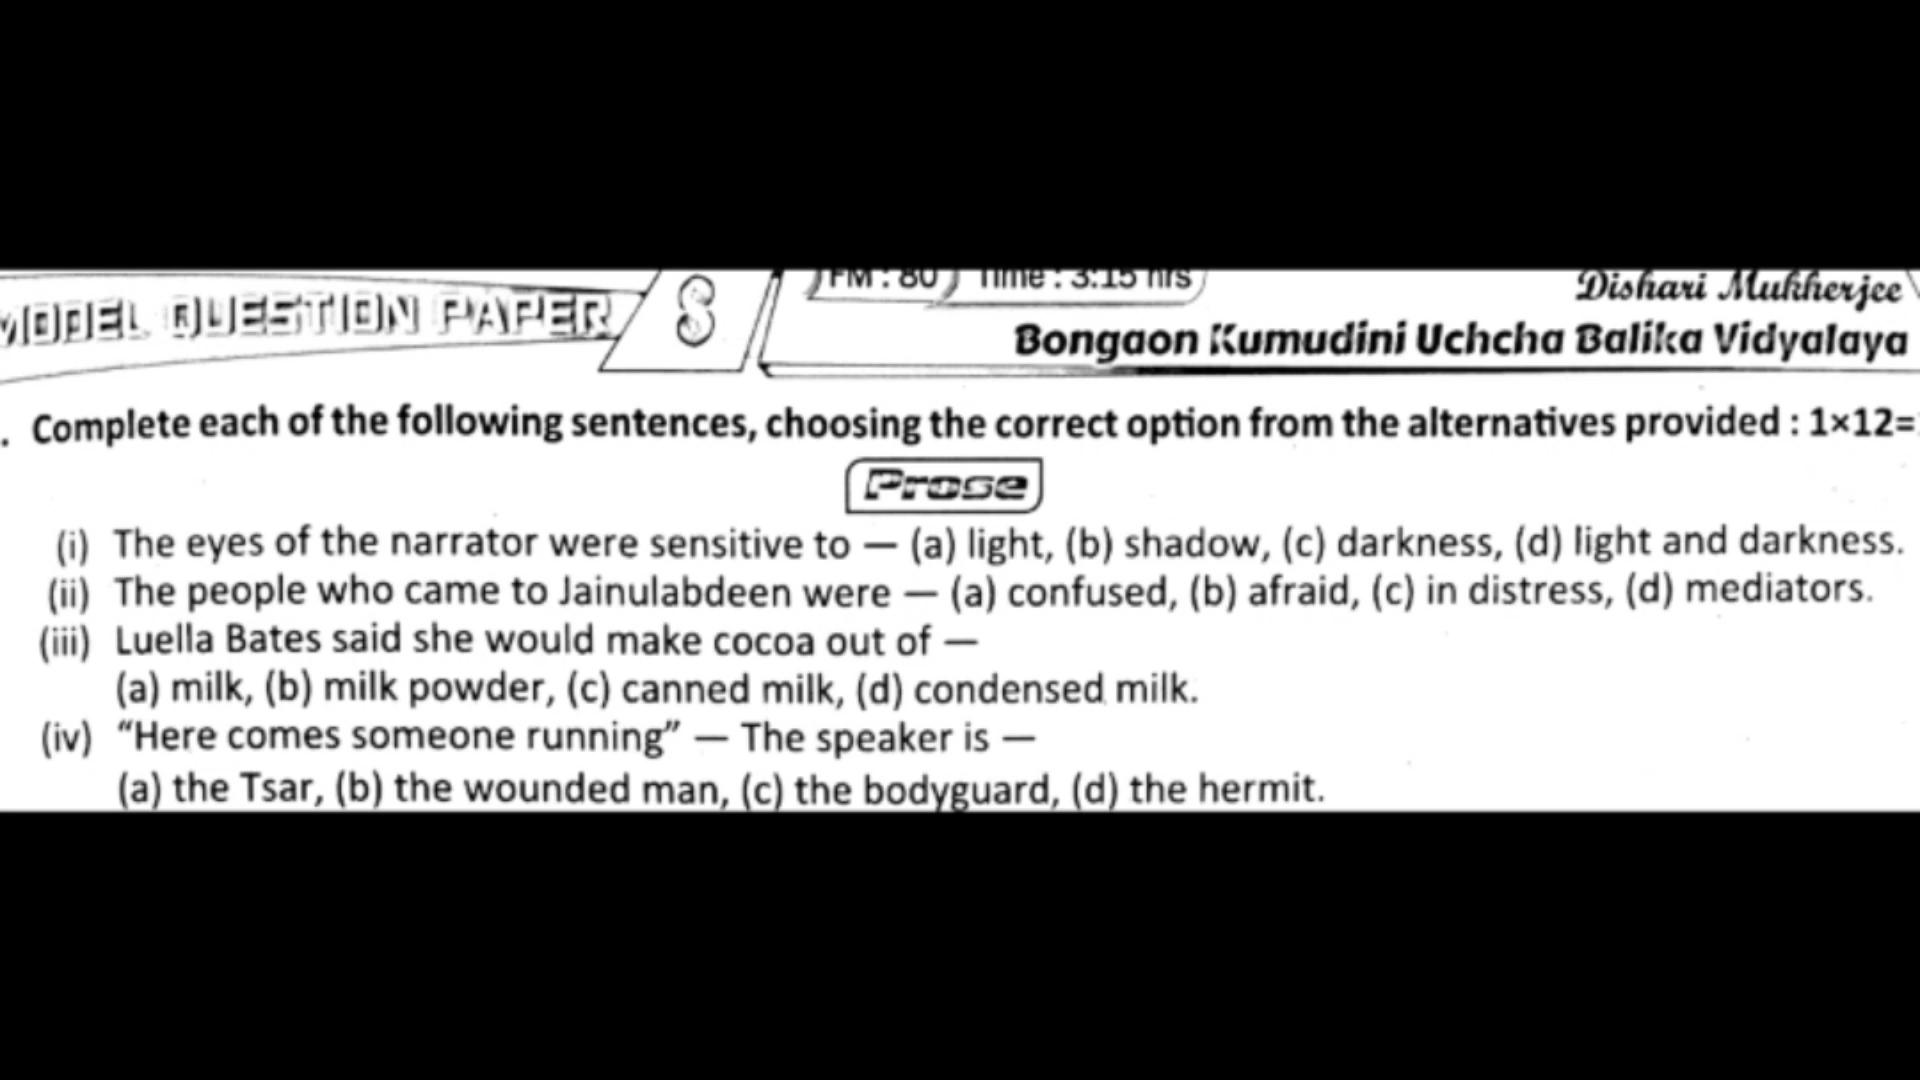 MODEL QUESTION PAPER 8
FM : 80 Time : 3:15 hrs
Dishari Mukherjee
Bongaon Kumudini Uchcha Balika Vidyalaya
. Complete each of the following sentences, choosing the correct option from the alternatives provided : 1×12=
Prose
(i) The eyes of the narrator were sensitive to — (a) light, (b) shadow, (c) darkness, (d) light and darkness.
(ii) The people who came to Jainulabdeen were — (a) confused, (b) afraid, (c) in distress, (d) mediators.
(iii) Luella Bates said she would make cocoa out of —
(a) milk, (b) milk powder, (c) canned milk, (d) condensed milk.
(iv) “Here comes someone running” — The speaker is —
(a) the Tsar, (b) the wounded man, (c) the bodyguard, (d) the hermit.